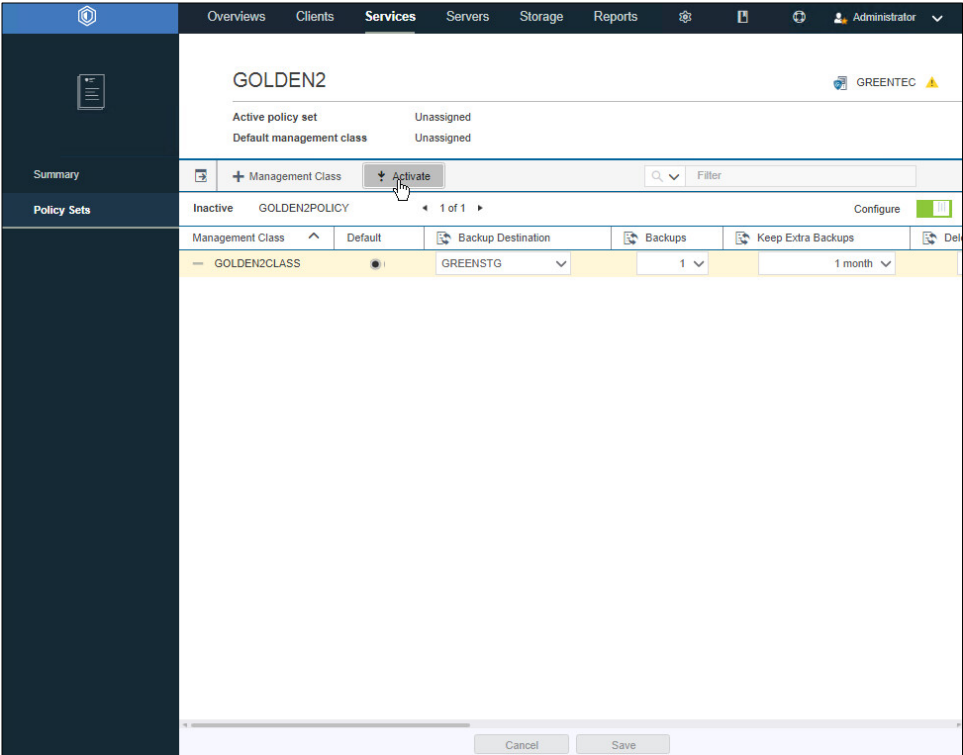 Overviews Clients Services Servers Storage Reports Administrator
GOLDEN2
GREENTEC
Active policy set Unassigned
Default management class Unassigned
Summary
Policy Sets
+ Management Class Activate Filter
Inactive GOLDEN2POLICY 1 of 1 Configure
Management Class Default Backup Destination Backups Keep Extra Backups Del
GOLDEN2CLASS GREENSTG 1 1 month
Cancel Save